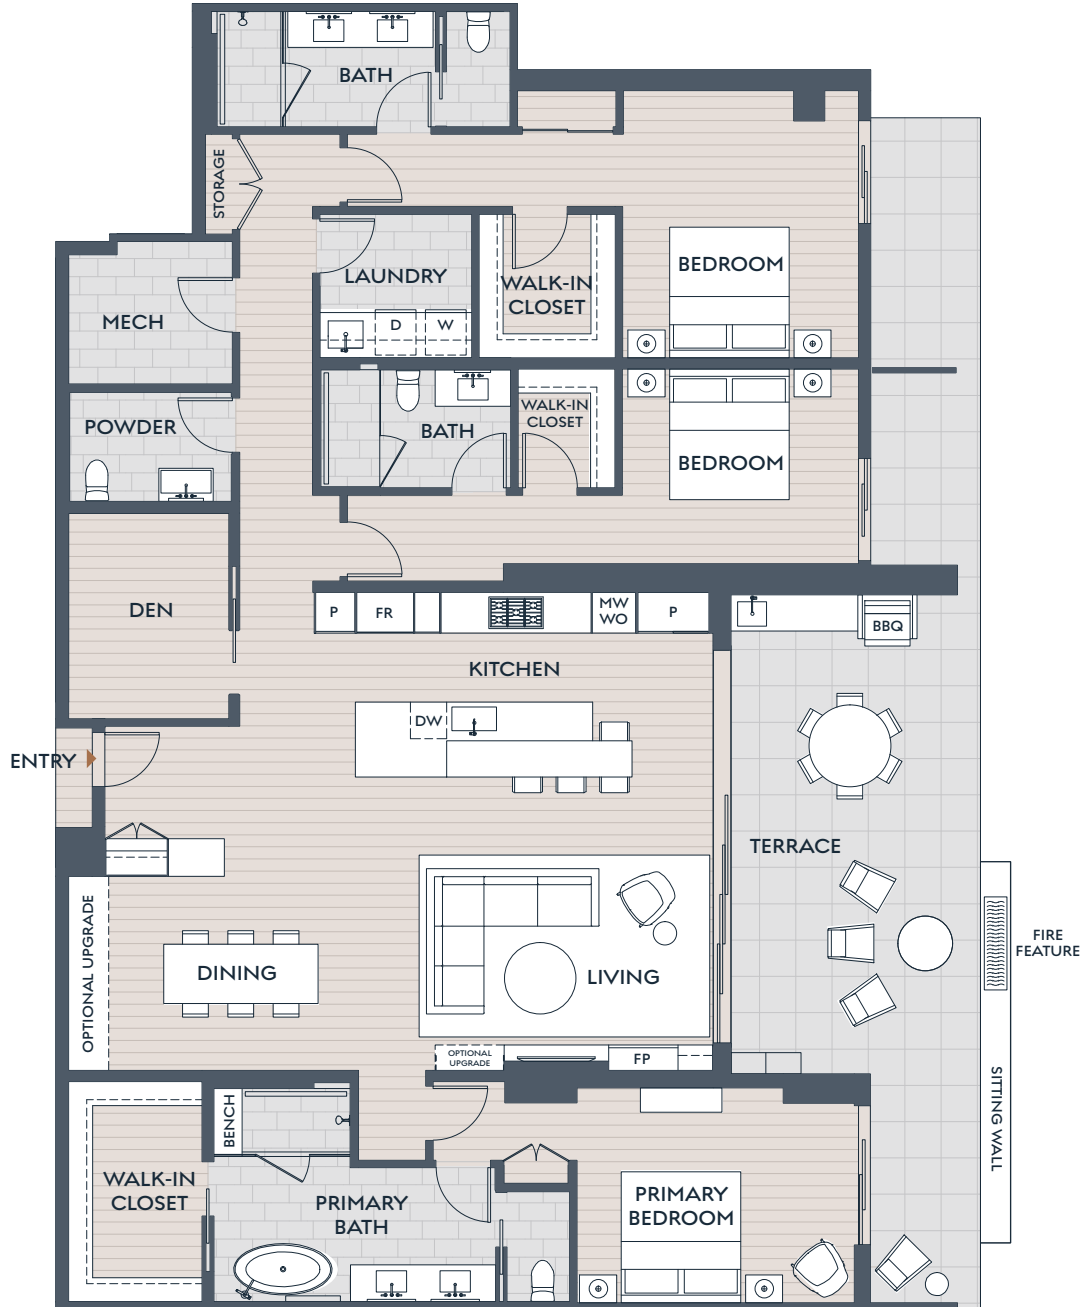 BATH
STORAGE
LAUNDRY
D
W
WALK-IN
CLOSET
BEDROOM
MECH
POWDER
BATH
WALK-IN
CLOSET
BEDROOM
DEN
P
FR
MW
WO
P
BBQ
KITCHEN
DW
ENTRY
TERRACE
OPTIONAL UPGRADE
DINING
LIVING
FIRE
FEATURE
OPTIONAL
UPGRADE
FP
SITTING WALL
BENCH
WALK-IN
CLOSET
PRIMARY
BATH
PRIMARY
BEDROOM